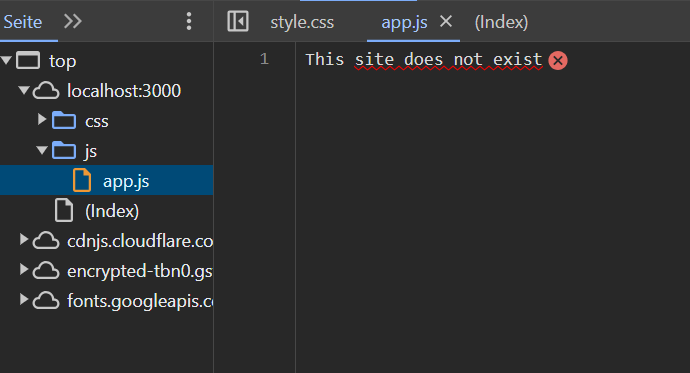 Seite
style.css app.js (Index)
1 This site does not exist
top
localhost:3000
css
js
app.js
(Index)
cdnjs.cloudflare.co
encrypted-tbn0.gs
fonts.googleapis.c